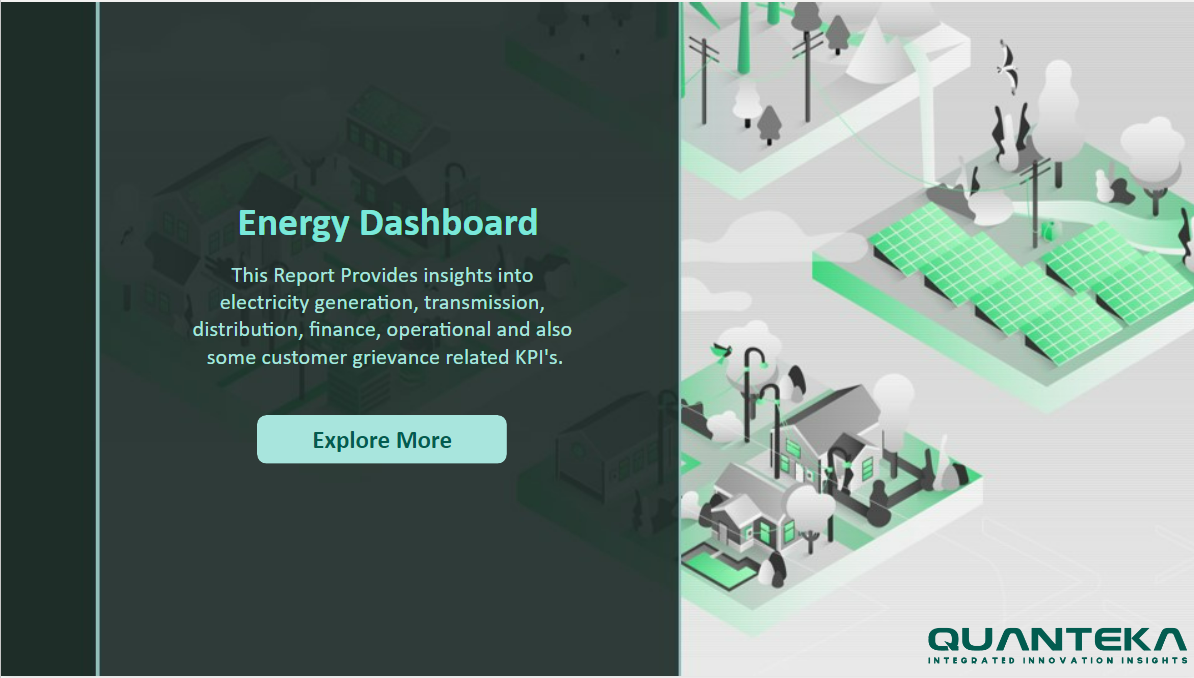 Energy Dashboard
This Report Provides insights into
electricity generation, transmission,
distribution, finance, operational and also
some customer grievance related KPI's.
Explore More
QUANTEKA
INTEGRATED INNOVATION INSIGHTS